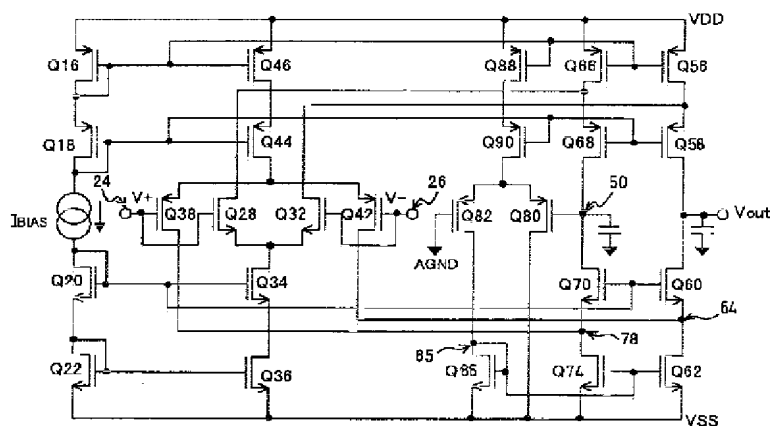 VDD
Q16 Q46 Q88 Q66 Q56
Q18 Q44 Q90 Q68 Q58
24 V+ V- 26 50
IBIAS Q38 Q28 Q32 Q42 Q82 Q80 Vout
AGND
Q20 Q34 Q70 Q60
64
78
85
Q22 Q36 Q86 Q74 Q62
VSS